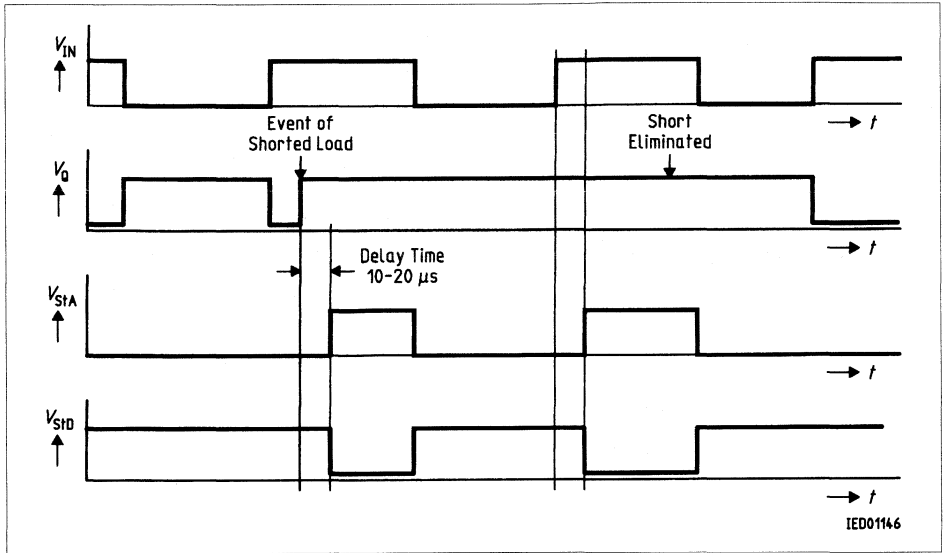 V_IN
t
Event of
Shorted Load
Short
Eliminated
V_Q
t
Delay Time
10-20 μs
V_StA
t
V_StD
t
IED01146